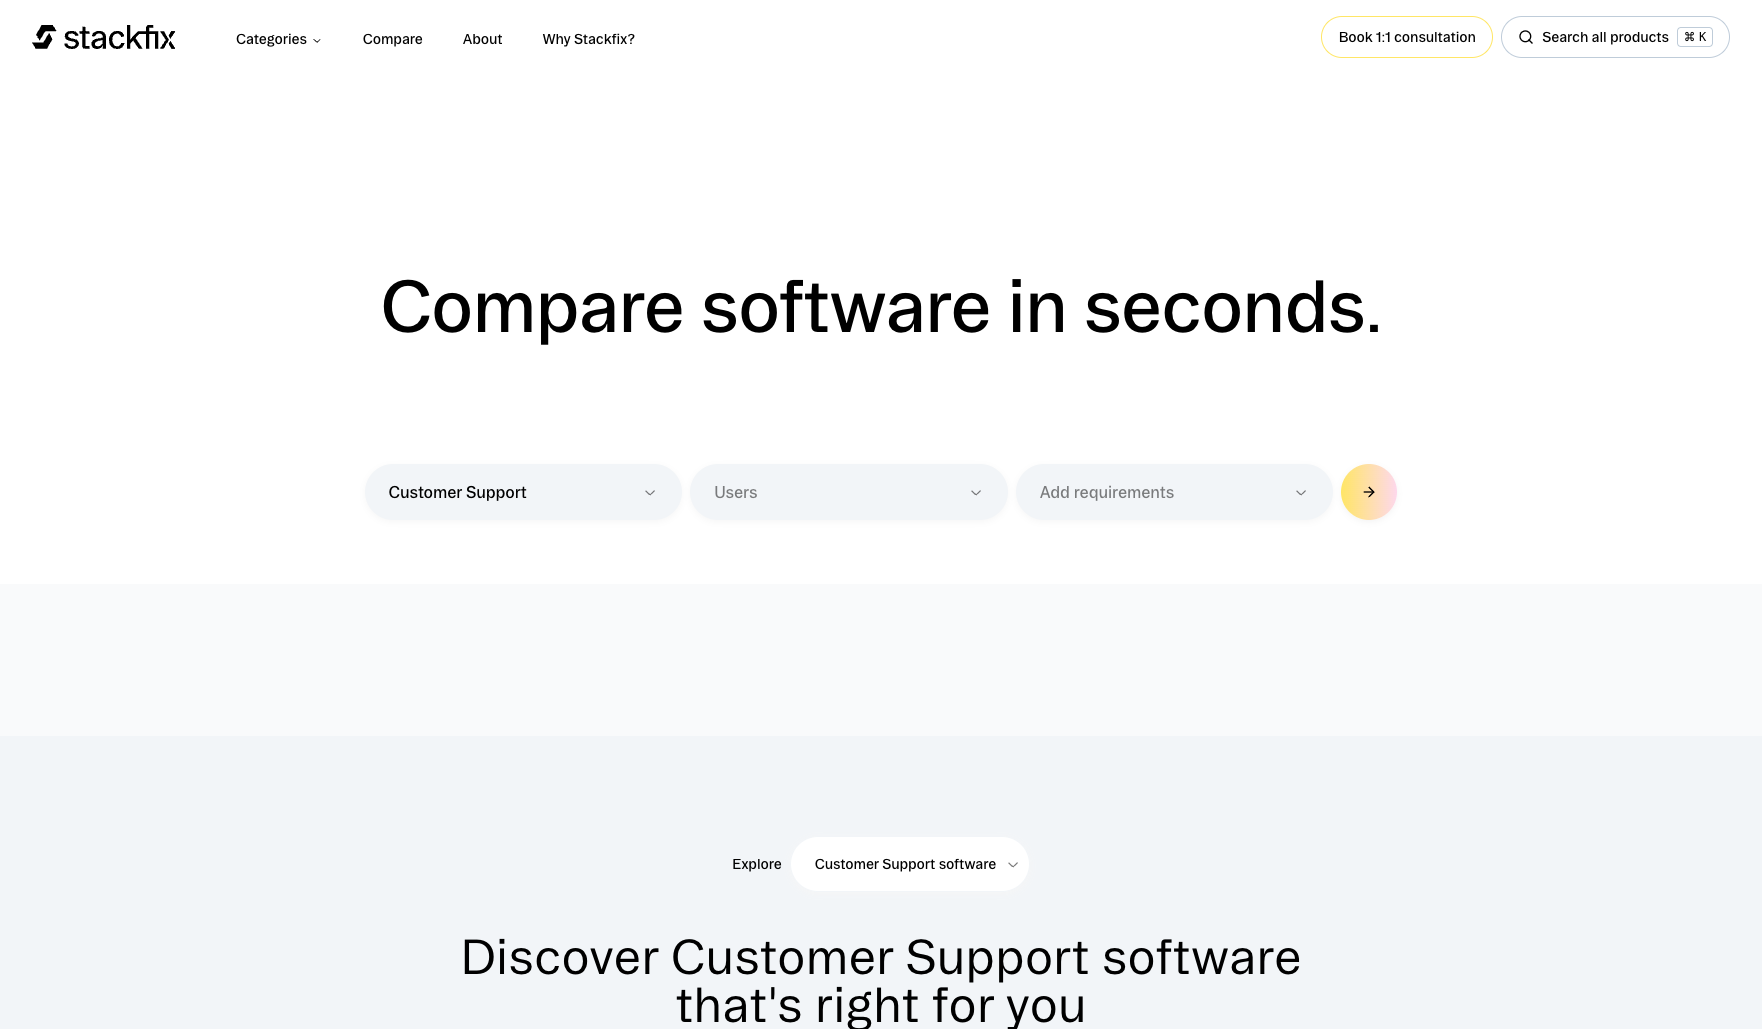 stackfix
Categories
Compare
About
Why Stackfix?
Book 1:1 consultation
Search all products
⌘ K
Compare software in seconds.
Customer Support
Users
Add requirements
Explore
Customer Support software
Discover Customer Support software
that's right for you